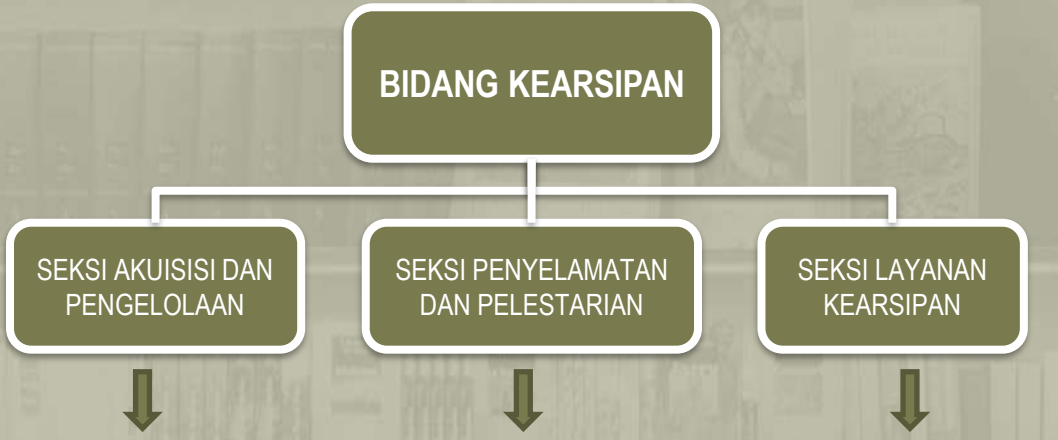 BIDANG KEARSIPAN
SEKSI AKUISISI DAN
PENGELOLAAN
SEKSI PENYELAMATAN
DAN PELESTARIAN
SEKSI LAYANAN
KEARSIPAN